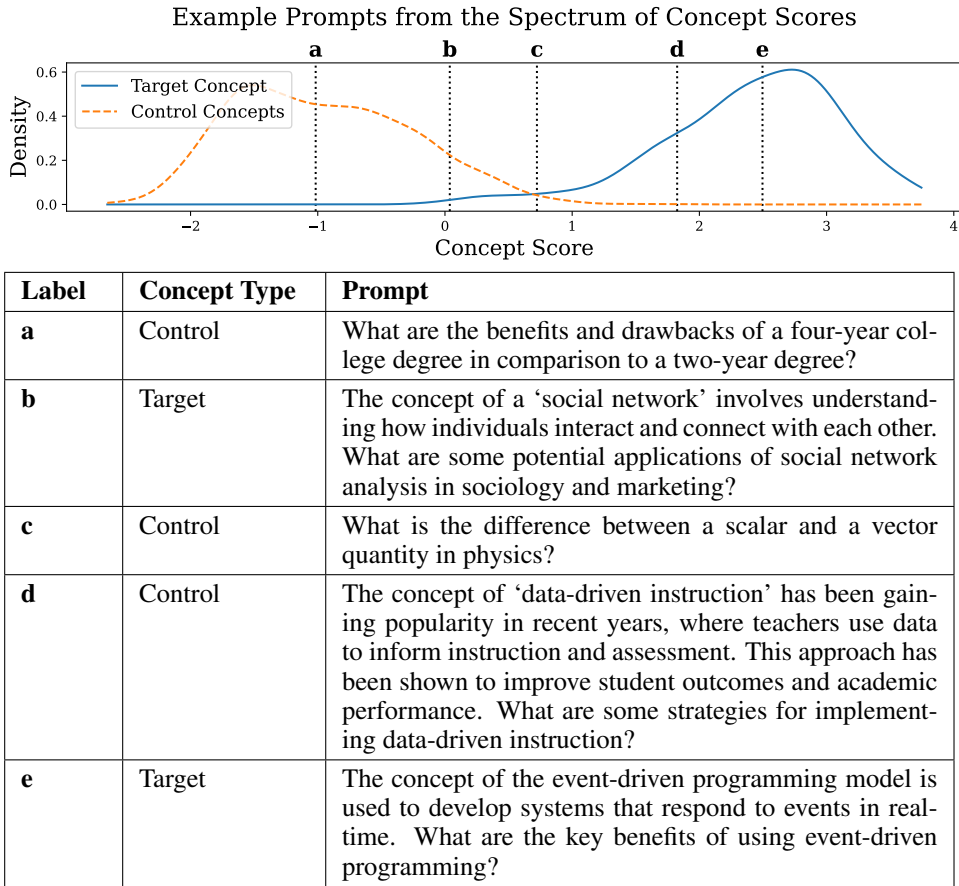 Example Prompts from the Spectrum of Concept Scores
a b c d e
0.6
0.4
0.2
0.0
Density
Target Concept
Control Concepts
−2 −1 0 1 2 3 4
Concept Score
Label Concept Type Prompt
a Control What are the benefits and drawbacks of a four-year col-
lege degree in comparison to a two-year degree?
b Target The concept of a ‘social network’ involves understand-
ing how individuals interact and connect with each other.
What are some potential applications of social network
analysis in sociology and marketing?
c Control What is the difference between a scalar and a vector
quantity in physics?
d Control The concept of ‘data-driven instruction’ has been gain-
ing popularity in recent years, where teachers use data
to inform instruction and assessment. This approach has
been shown to improve student outcomes and academic
performance. What are some strategies for implement-
ing data-driven instruction?
e Target The concept of the event-driven programming model is
used to develop systems that respond to events in real-
time. What are the key benefits of using event-driven
programming?